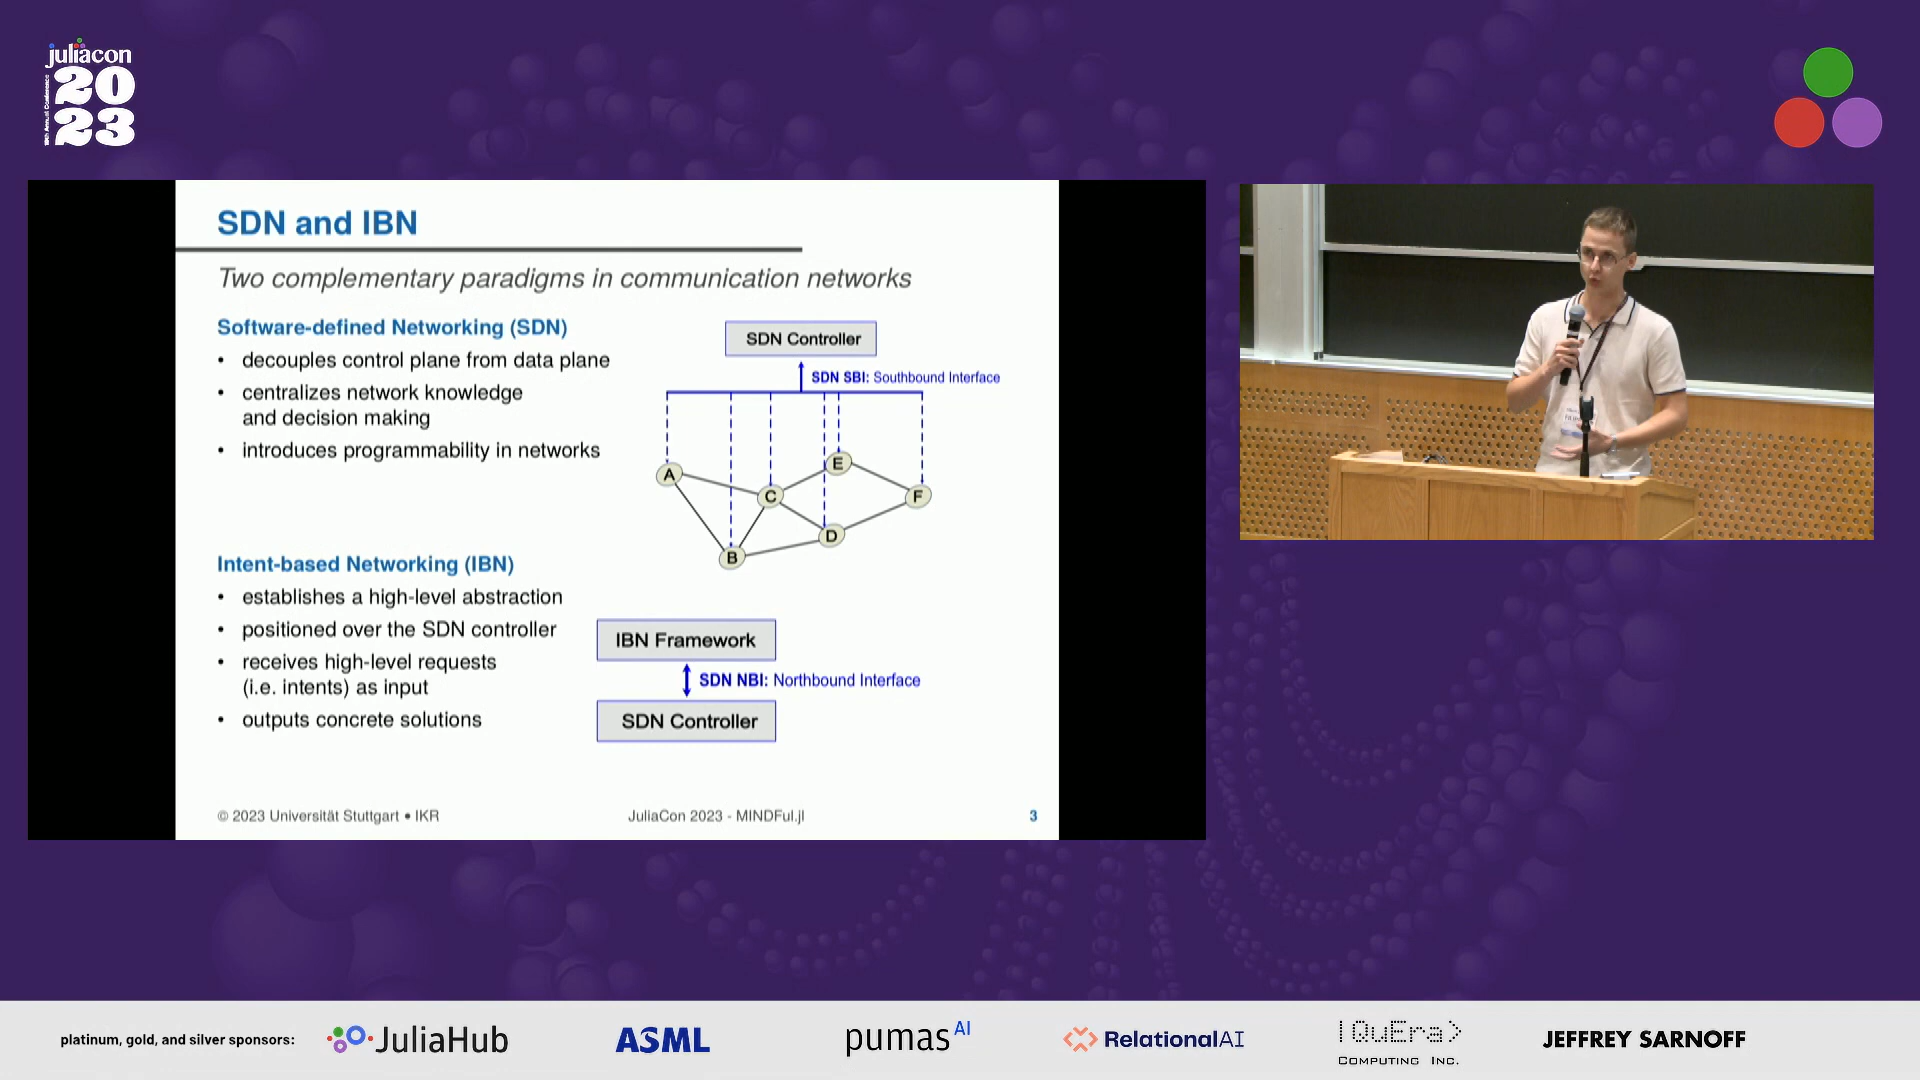 juliacon
20
23
SDN and IBN
Two complementary paradigms in communication networks
Software-defined Networking (SDN)
• decouples control plane from data plane
• centralizes network knowledge
and decision making
• introduces programmability in networks
SDN Controller
SDN SBI: Southbound Interface
A
B
C
D
E
F
Intent-based Networking (IBN)
• establishes a high-level abstraction
• positioned over the SDN controller
• receives high-level requests
(i.e. intents) as input
• outputs concrete solutions
IBN Framework
SDN NBI: Northbound Interface
SDN Controller
© 2023 Universität Stuttgart • IKR
JuliaCon 2023 - MINDFul.jl
3
platinum, gold, and silver sponsors:
JuliaHub
ASML
pumasAI
RelationalAI
|QuEra>
COMPUTING INC.
JEFFREY SARNOFF